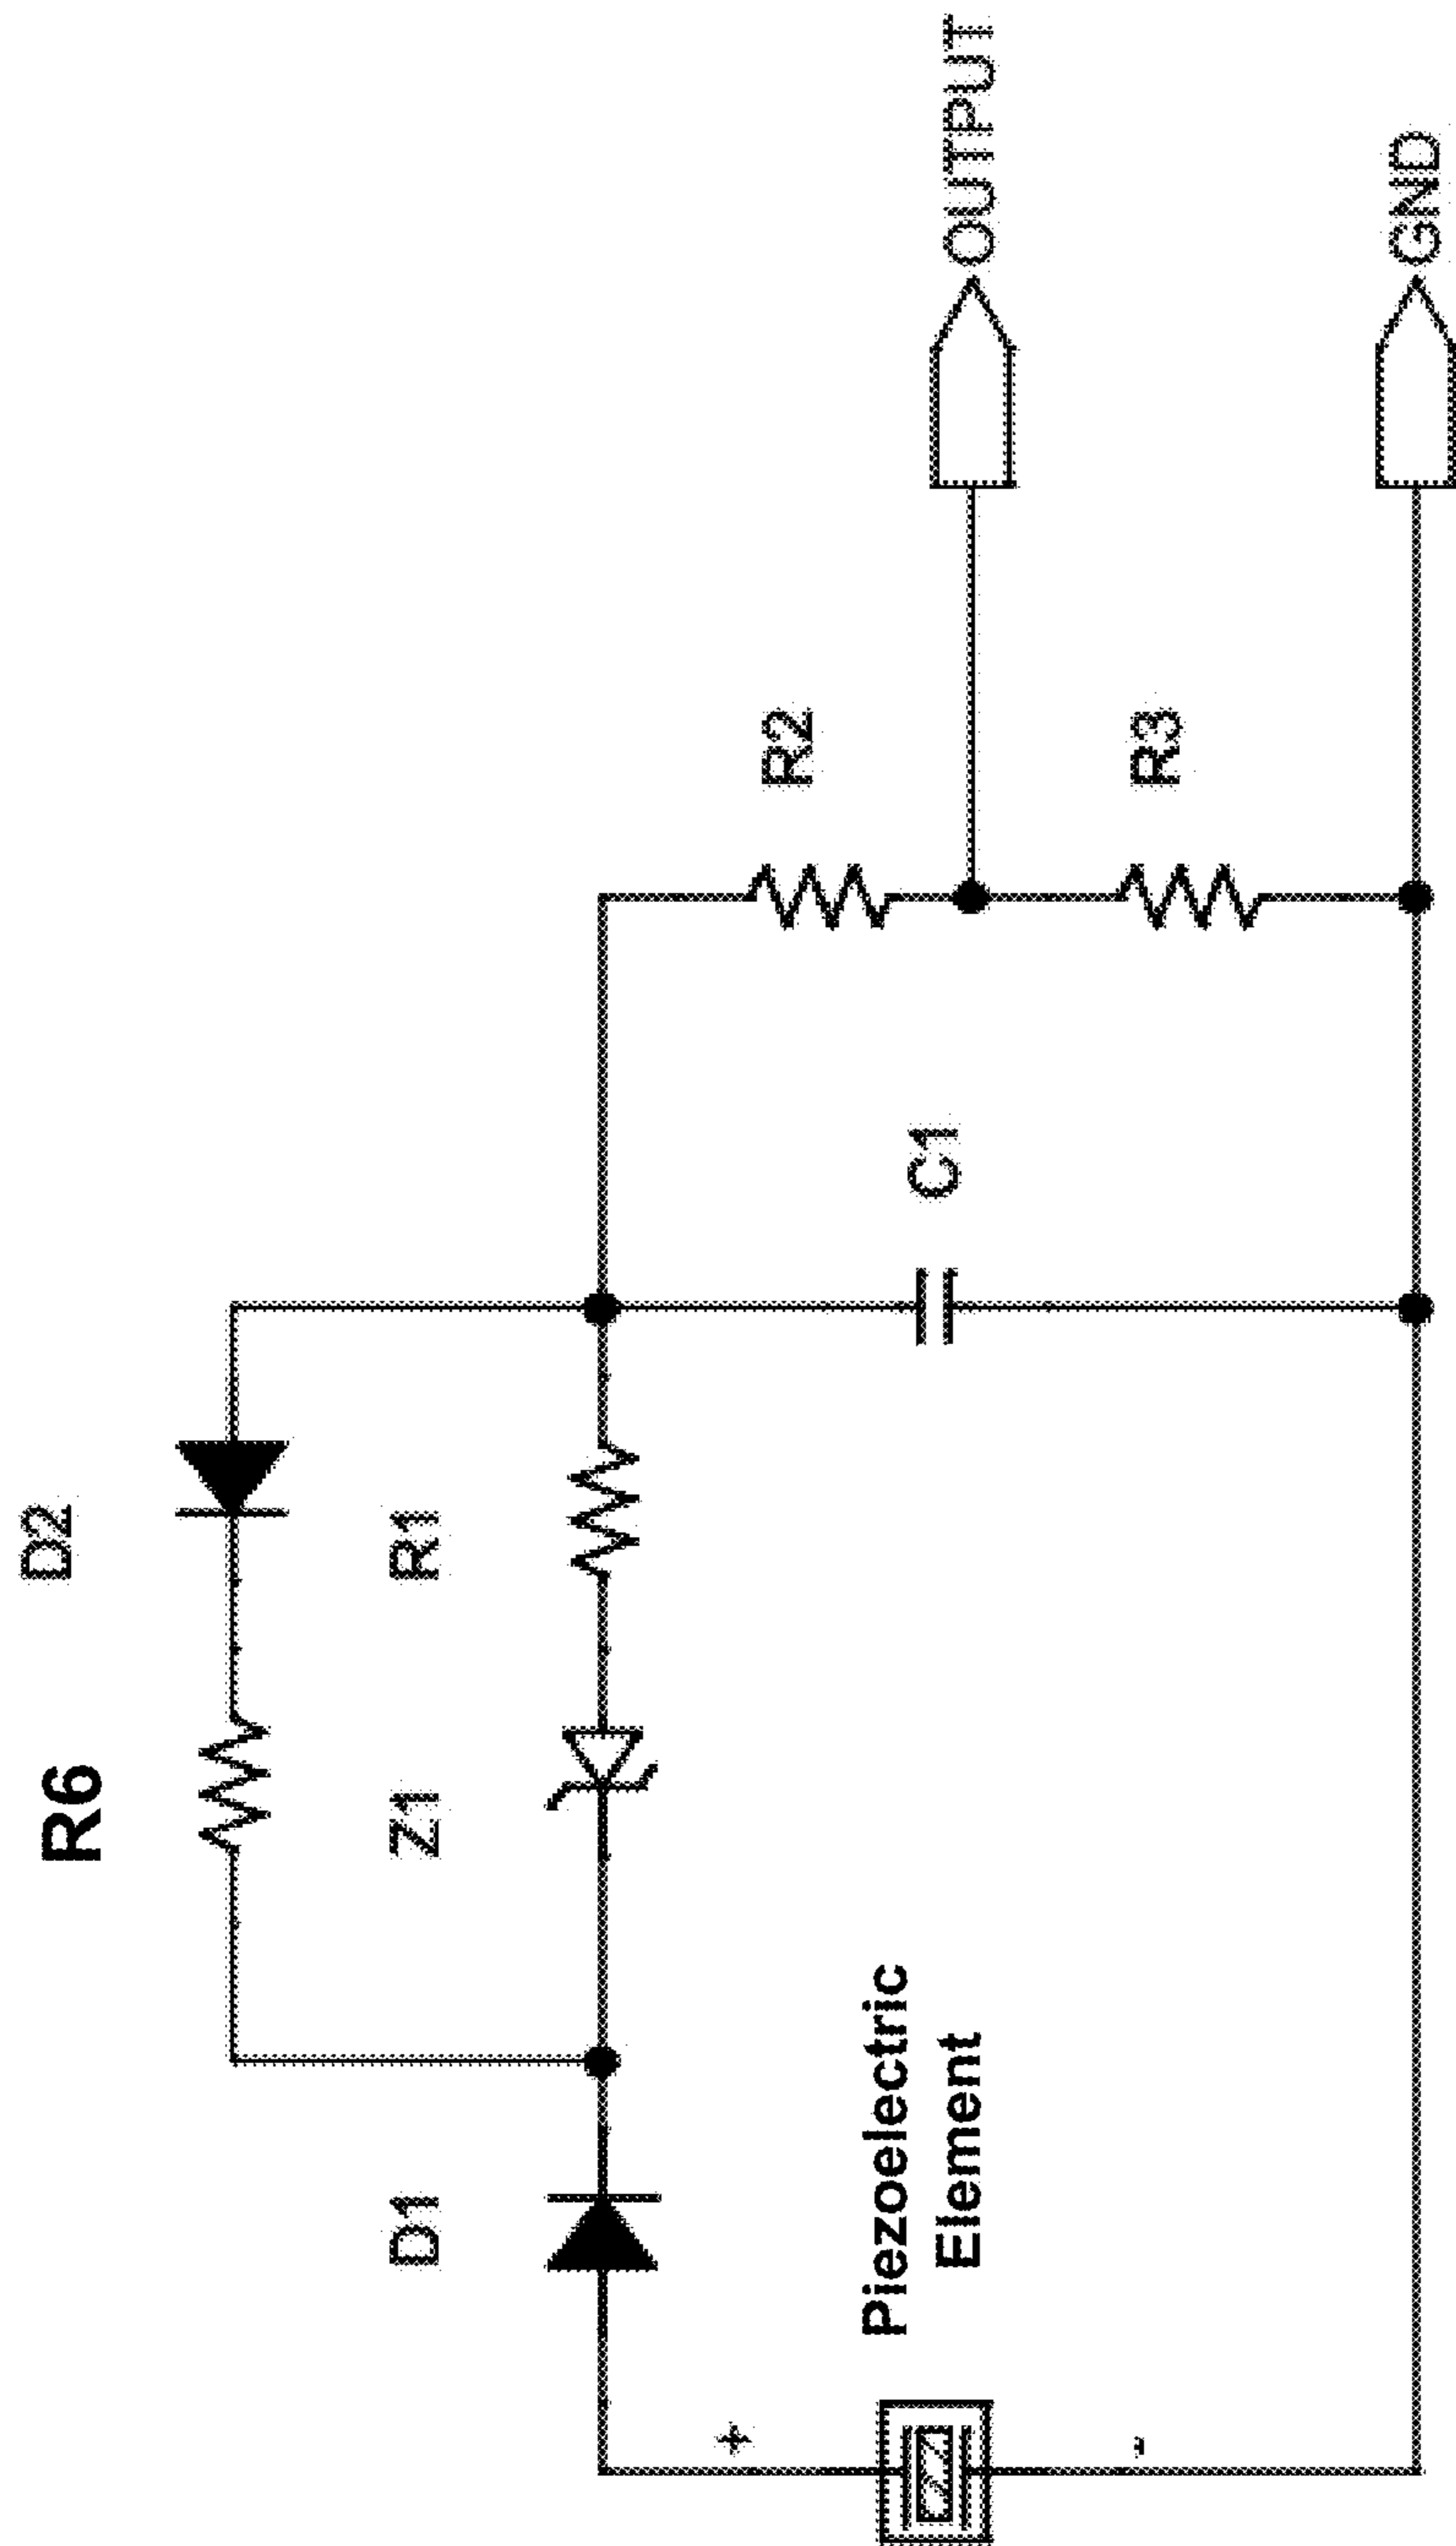 R6
D2
D1
Z1
R1
+
Piezoelectric
Element
-
C1
R2
R3
OUTPUT
GND